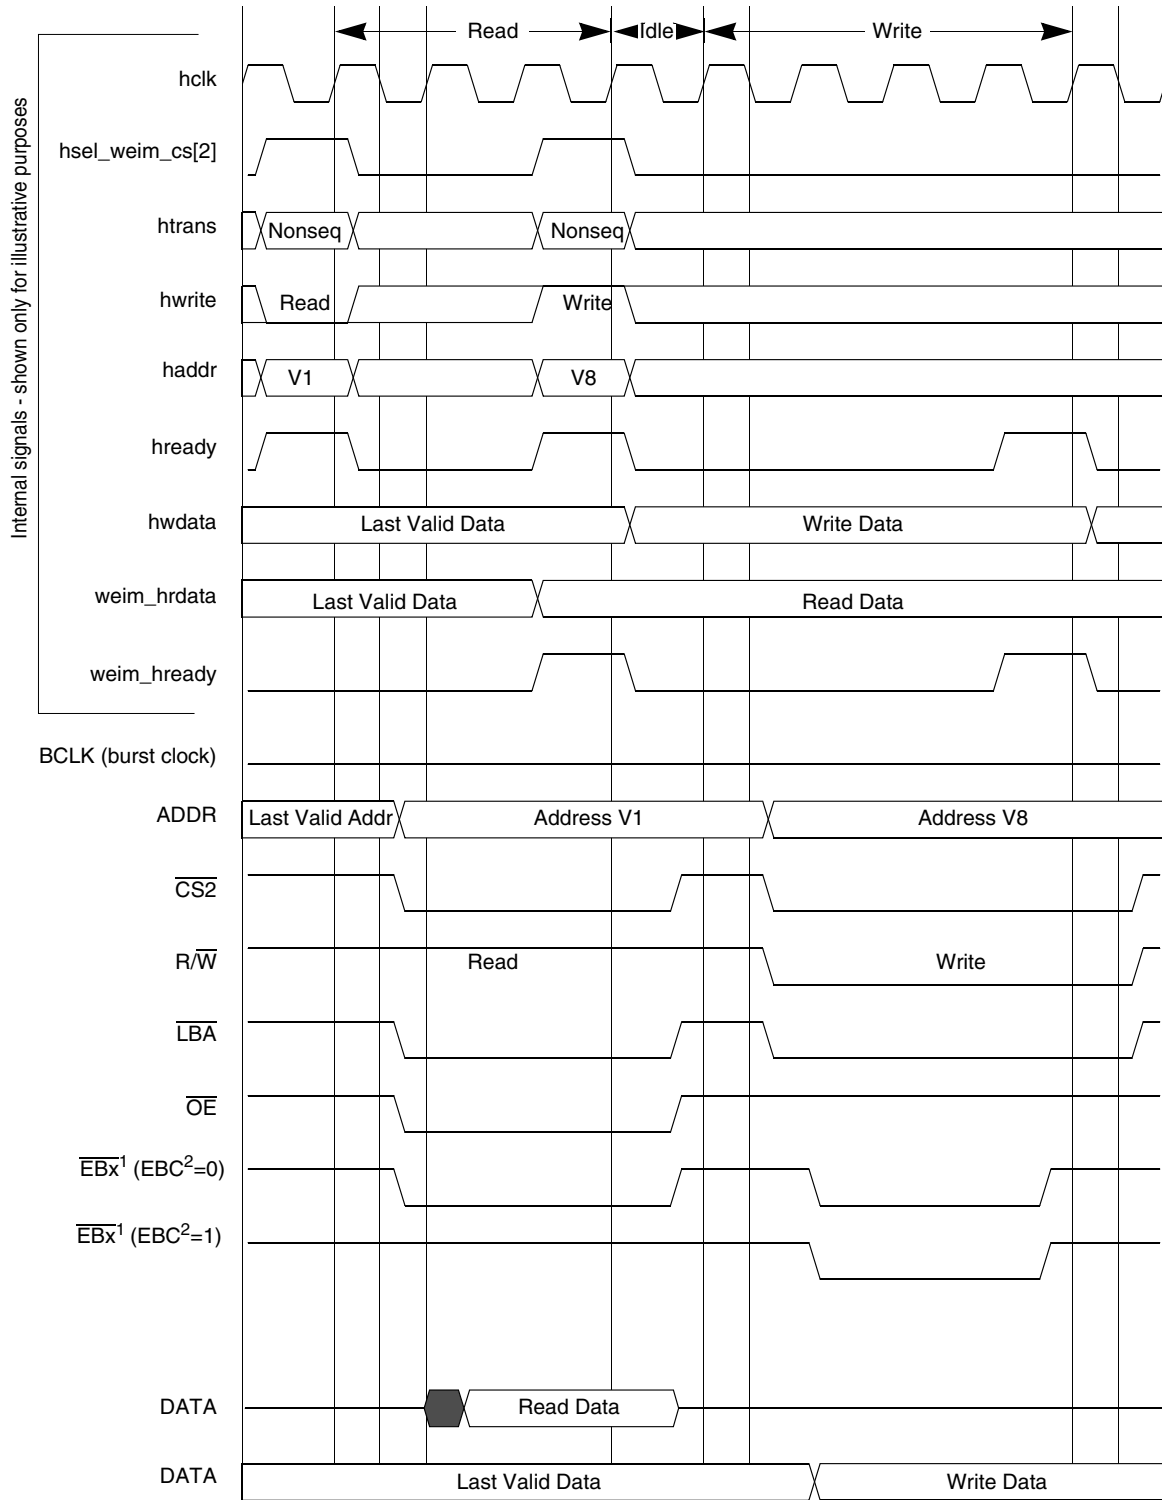 Read Idle Write
Internal signals - shown only for illustrative purposes
hclk
hsel_weim_cs[2]
htrans Nonseq Nonseq
hwrite Read Write
haddr V1 V8
hready
hwdata Last Valid Data Write Data
weim_hrdata Last Valid Data Read Data
weim_hready
BCLK (burst clock)
ADDR Last Valid Addr Address V1 Address V8
CS2
R/W Read Write
LBA
OE
EBx1 (EBC2=0)
EBx1 (EBC2=1)
DATA Read Data
DATA Last Valid Data Write Data